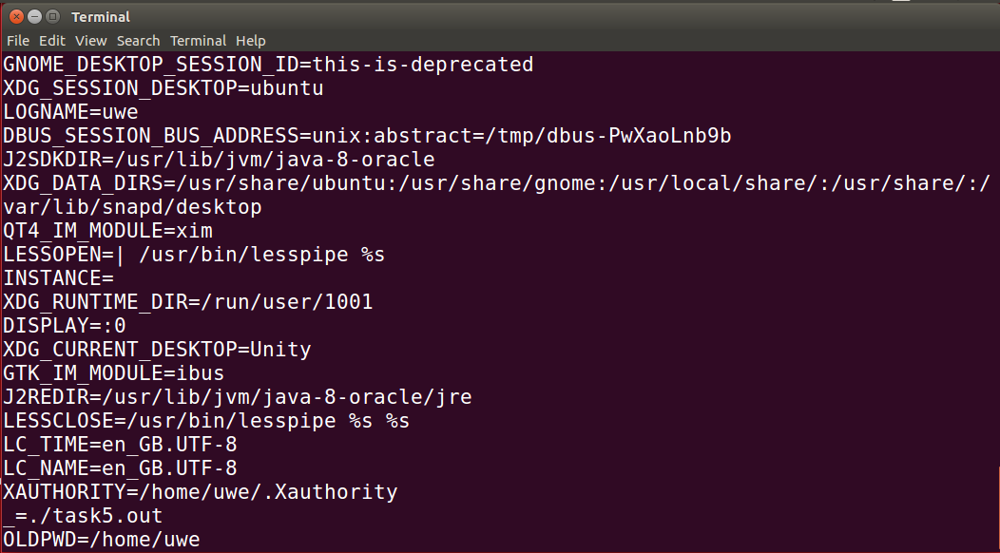 Terminal
File Edit View Search Terminal Help
GNOME_DESKTOP_SESSION_ID=this-is-deprecated
XDG_SESSION_DESKTOP=ubuntu
LOGNAME=uwe
DBUS_SESSION_BUS_ADDRESS=unix:abstract=/tmp/dbus-PwXaoLnb9b
J2SDKDIR=/usr/lib/jvm/java-8-oracle
XDG_DATA_DIRS=/usr/share/ubuntu:/usr/share/gnome:/usr/local/share/:/usr/share/:/
var/lib/snapd/desktop
QT4_IM_MODULE=xim
LESSOPEN=| /usr/bin/lesspipe %s
INSTANCE=
XDG_RUNTIME_DIR=/run/user/1001
DISPLAY=:0
XDG_CURRENT_DESKTOP=Unity
GTK_IM_MODULE=ibus
J2REDIR=/usr/lib/jvm/java-8-oracle/jre
LESSCLOSE=/usr/bin/lesspipe %s %s
LC_TIME=en_GB.UTF-8
LC_NAME=en_GB.UTF-8
XAUTHORITY=/home/uwe/.Xauthority
_=./task5.out
OLDPWD=/home/uwe